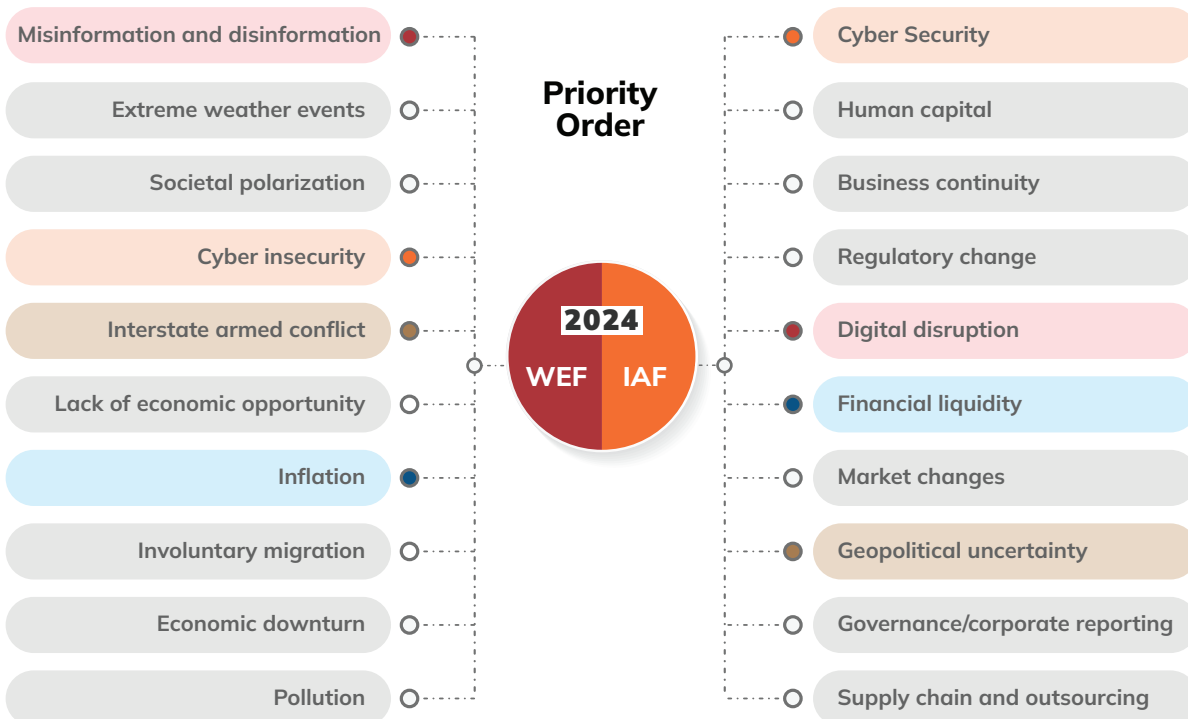 Misinformation and disinformation
Extreme weather events
Societal polarization
Cyber insecurity
Interstate armed conflict
Lack of economic opportunity
Inflation
Involuntary migration
Economic downturn
Pollution
Priority
Order
2024
WEF IAF
Cyber Security
Human capital
Business continuity
Regulatory change
Digital disruption
Financial liquidity
Market changes
Geopolitical uncertainty
Governance/corporate reporting
Supply chain and outsourcing